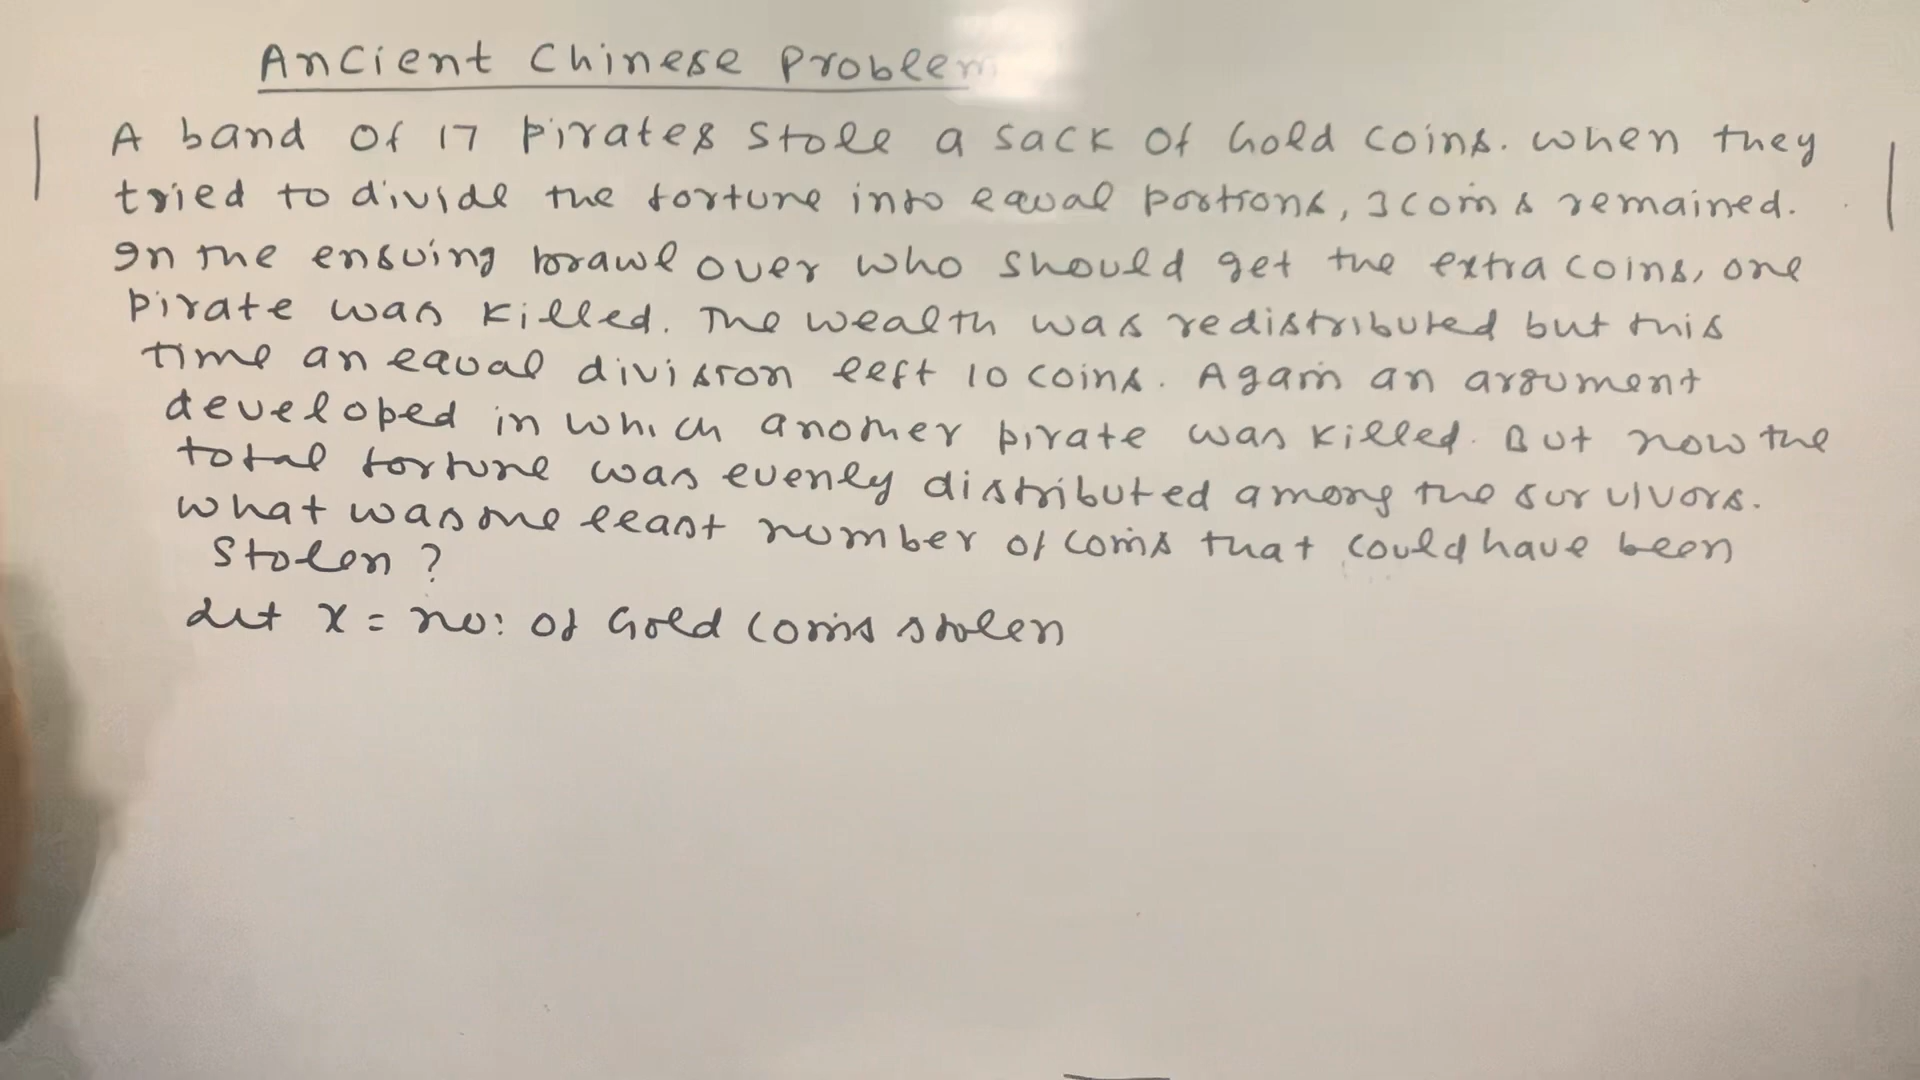 Ancient Chinese Problem
A band of 17 pirates stole a sack of Gold coins. when they
tried to divide the fortune into equal portions, 3 coins remained.
In the ensuing brawl over who should get the extra coins, one
pirate was killed. The wealth was redistributed but this
time an equal division left 10 coins. Again an argument
developed in which another pirate was killed. But now the
total fortune was evenly distributed among the survivors.
what was the least number of coins that could have been
stolen?
Let x = no: of Gold coins stolen